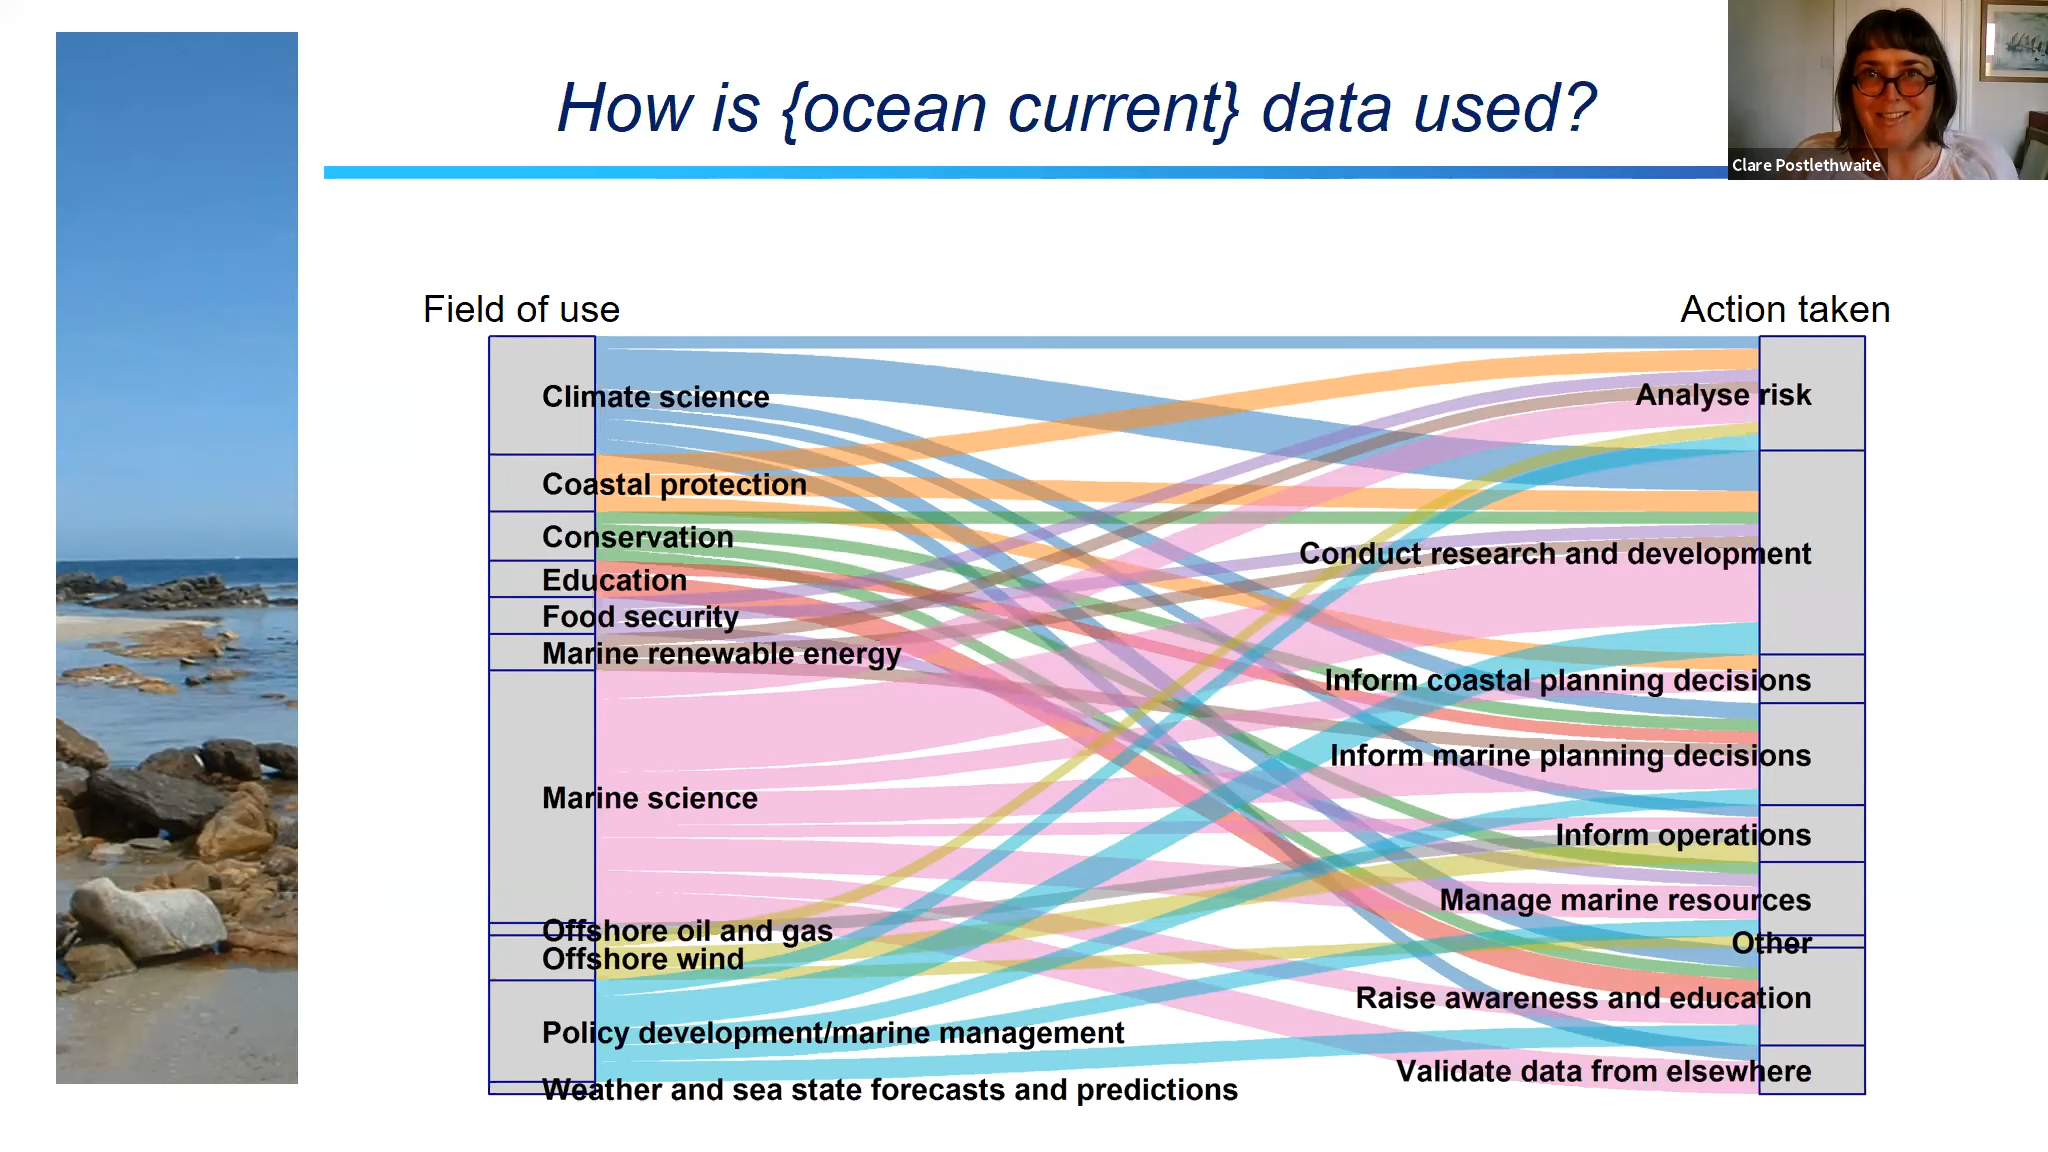 How is {ocean current} data used?
Clare Postlethwaite
Field of use
Action taken
Climate science
Coastal protection
Conservation
Education
Food security
Marine renewable energy
Marine science
Offshore oil and gas
Offshore wind
Policy development/marine management
Weather and sea state forecasts and predictions
Analyse risk
Conduct research and development
Inform coastal planning decisions
Inform marine planning decisions
Inform operations
Manage marine resources
Other
Raise awareness and education
Validate data from elsewhere